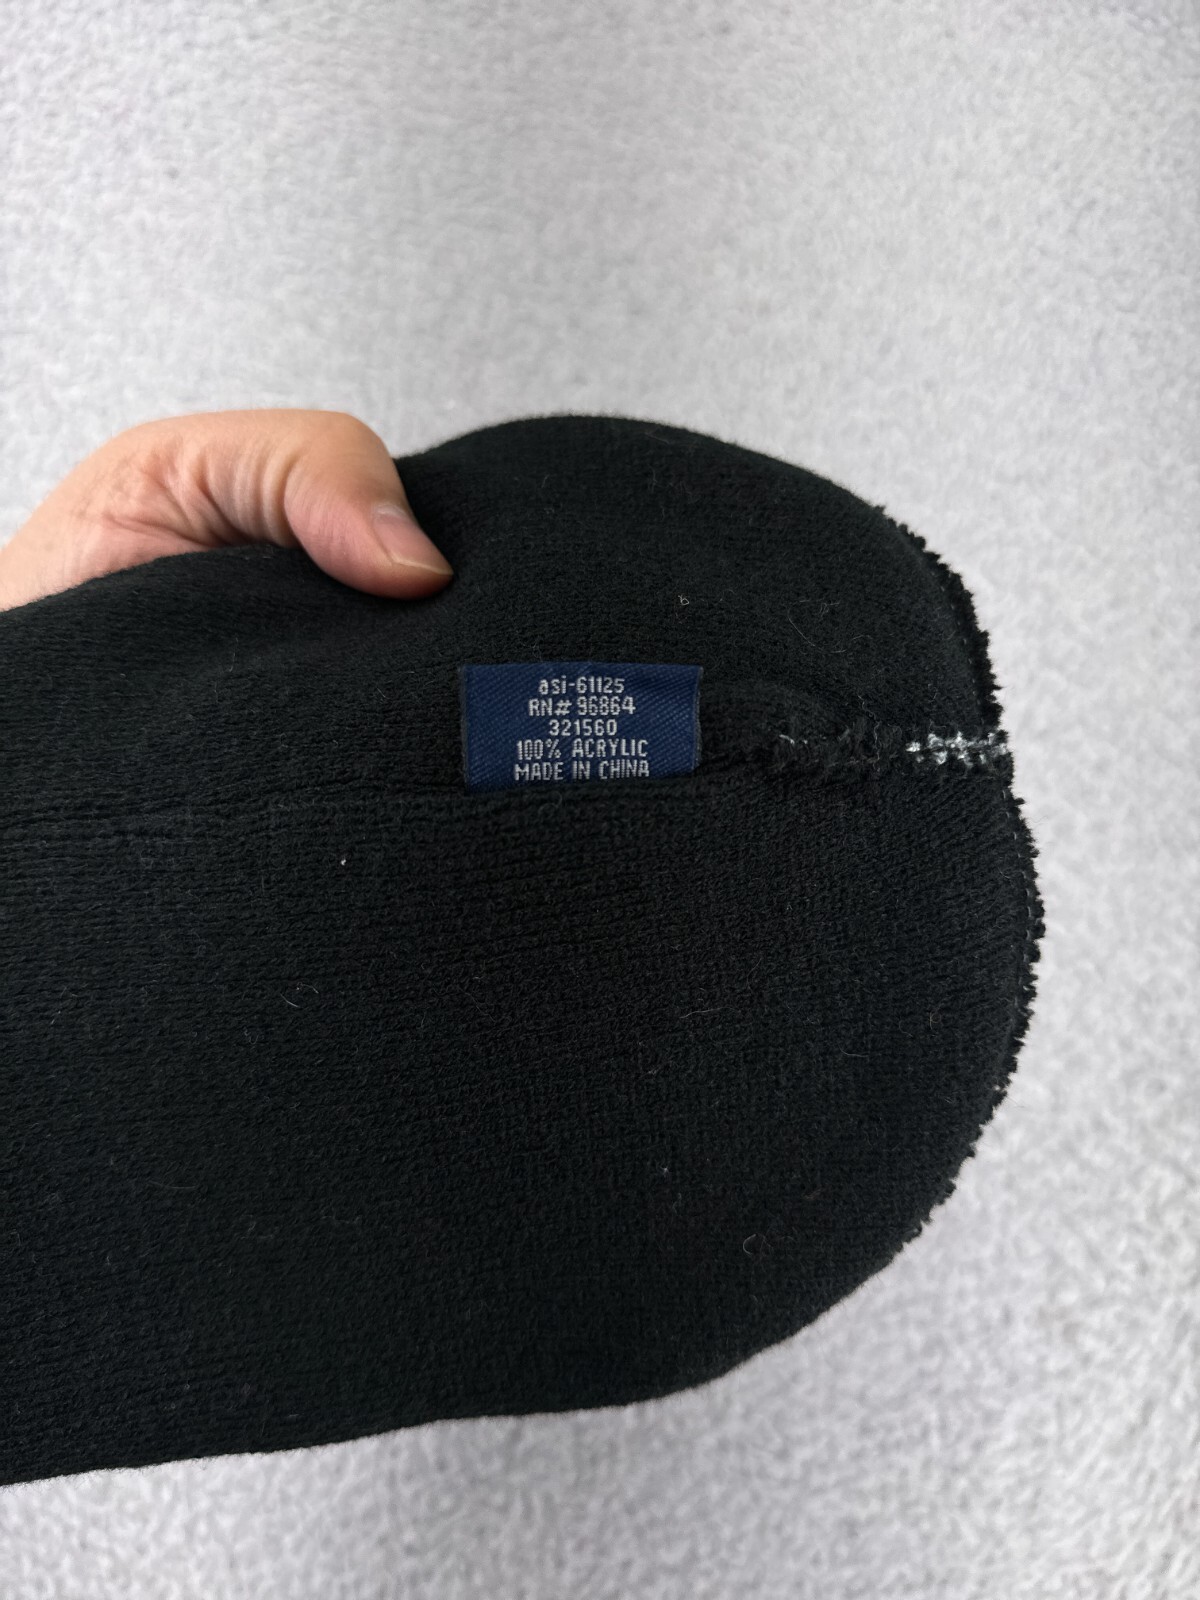 asi-61125
RN# 96864
321560
100% ACRYLIC
MADE IN CHINA